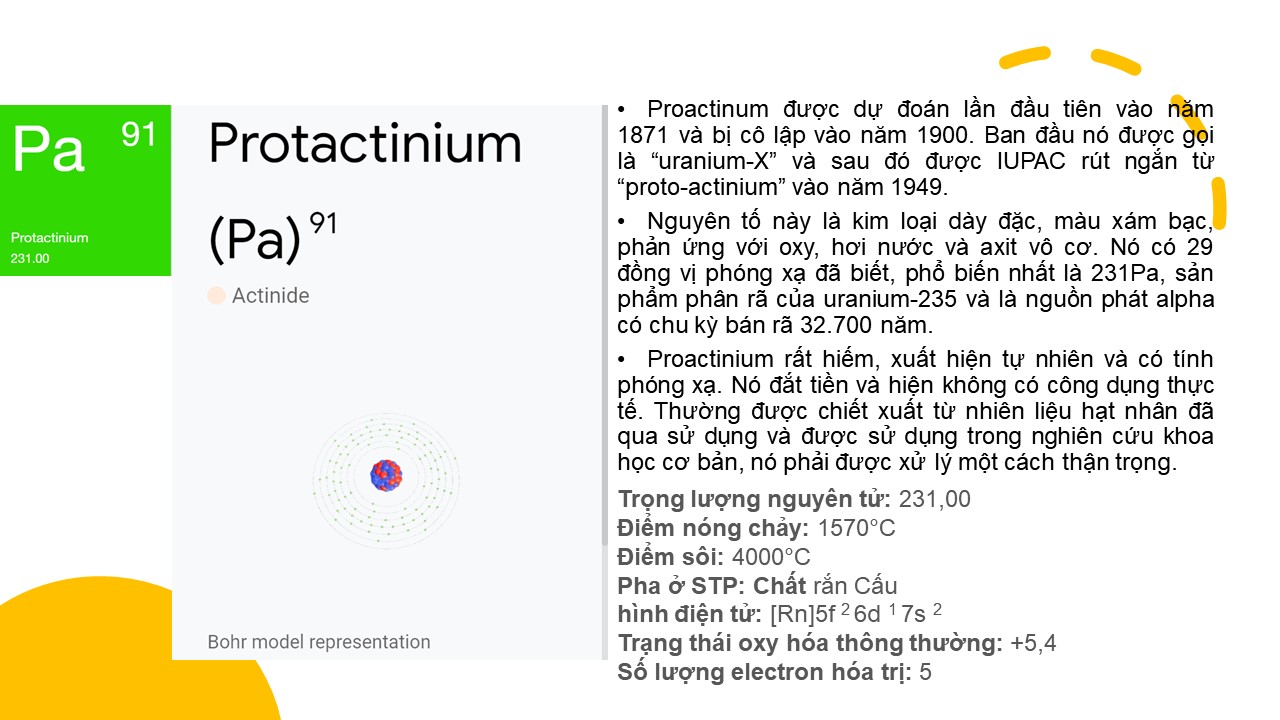 Pa 91
Protactinium
231.00
Protactinium
(Pa) 91
Actinide
Bohr model representation
• Proactinum được dự đoán lần đầu tiên vào năm
1871 và bị cô lập vào năm 1900. Ban đầu nó được gọi
là “uranium-X” và sau đó được IUPAC rút ngắn từ
“proto-actinium” vào năm 1949.
• Nguyên tố này là kim loại dày đặc, màu xám bạc,
phản ứng với oxy, hơi nước và axit vô cơ. Nó có 29
đồng vị phóng xạ đã biết, phổ biến nhất là 231Pa, sản
phẩm phân rã của uranium-235 và là nguồn phát alpha
có chu kỳ bán rã 32.700 năm.
• Proactinium rất hiếm, xuất hiện tự nhiên và có tính
phóng xạ. Nó đắt tiền và hiện không có công dụng thực
tế. Thường được chiết xuất từ nhiên liệu hạt nhân đã
qua sử dụng và được sử dụng trong nghiên cứu khoa
học cơ bản, nó phải được xử lý một cách thận trọng.
Trọng lượng nguyên tử: 231,00
Điểm nóng chảy: 1570°C
Điểm sôi: 4000°C
Pha ở STP: Chất rắn Cấu
hình điện tử: [Rn]5f 2 6d 1 7s 2
Trạng thái oxy hóa thông thường: +5,4
Số lượng electron hóa trị: 5